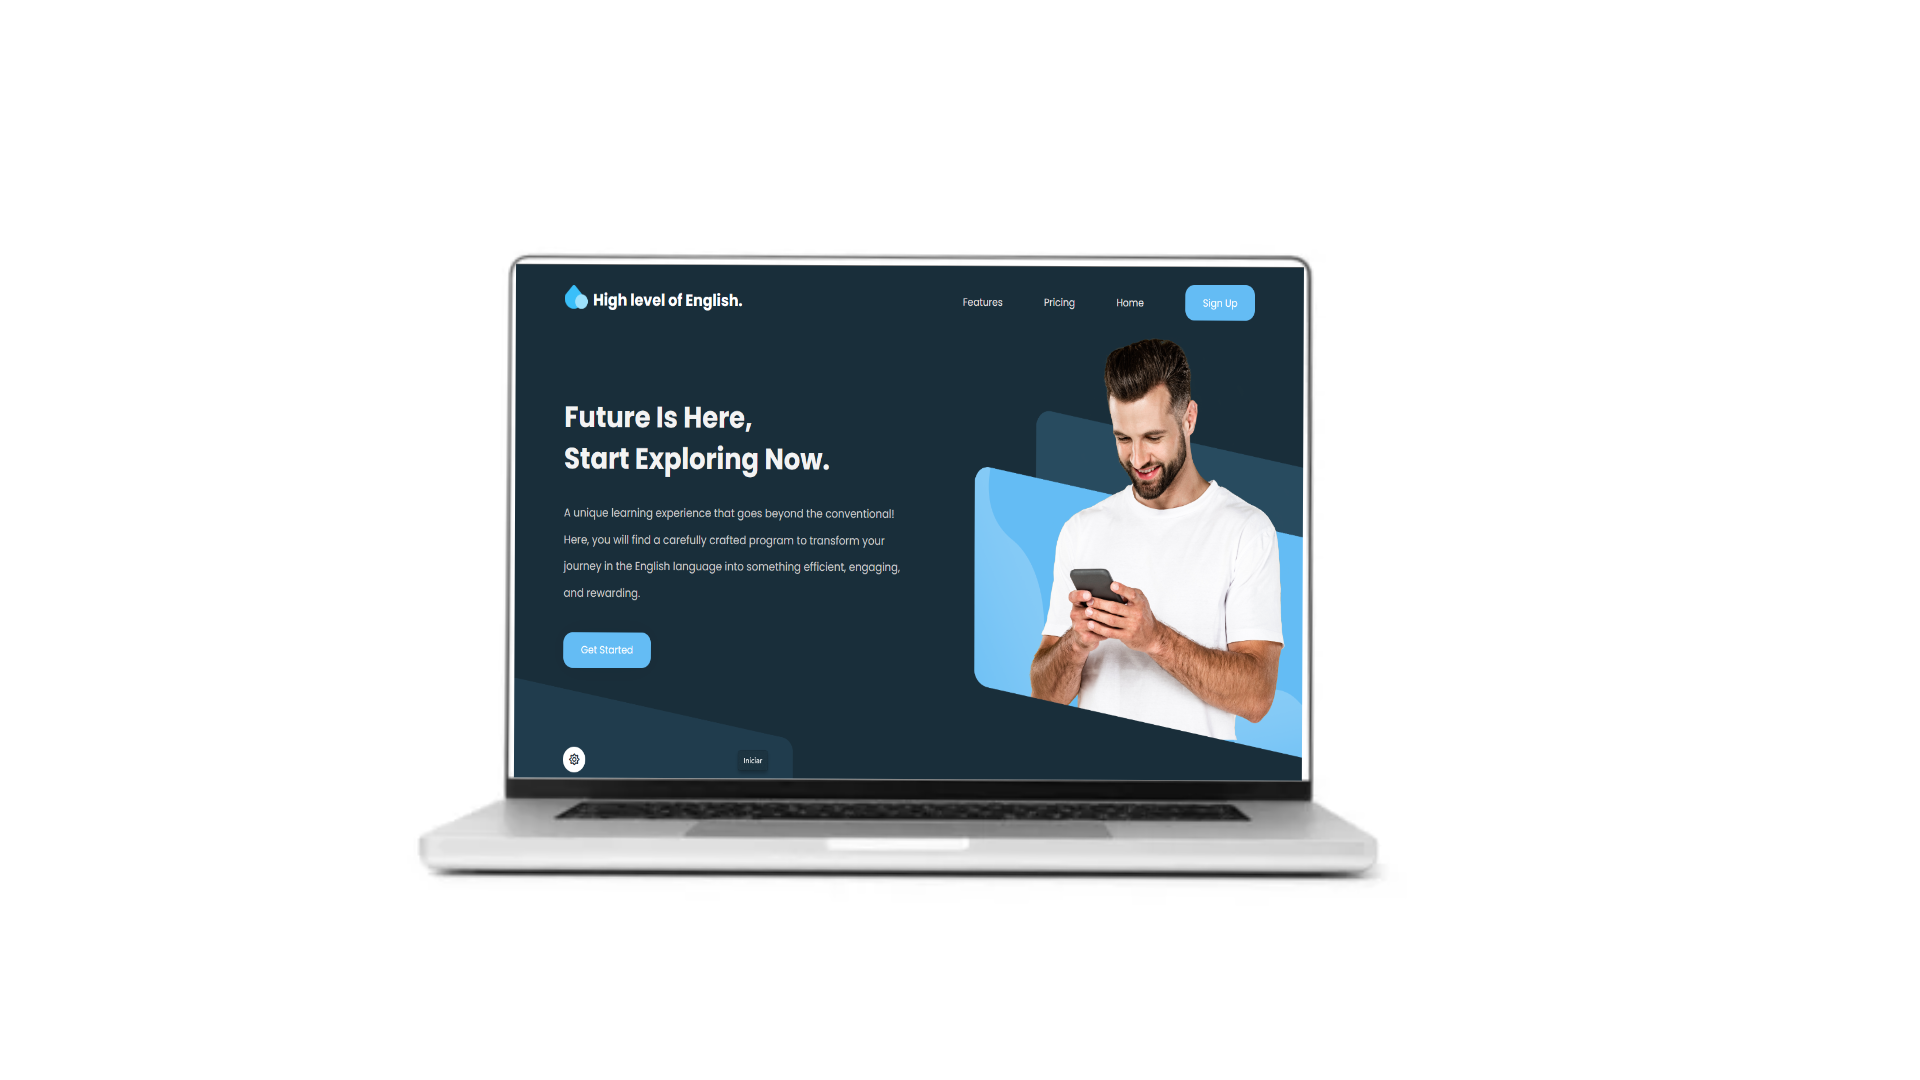 High level of English.
Features
Pricing
Home
Sign Up
Future Is Here,
Start Exploring Now.
A unique learning experience that goes beyond the conventional!
Here, you will find a carefully crafted program to transform your
journey in the English language into something efficient, engaging,
and rewarding.
Get Started
Iniciar